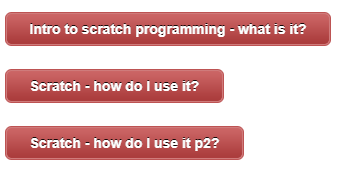 Intro to scratch programming - what is it?
Scratch - how do I use it?
Scratch - how do I use it p2?